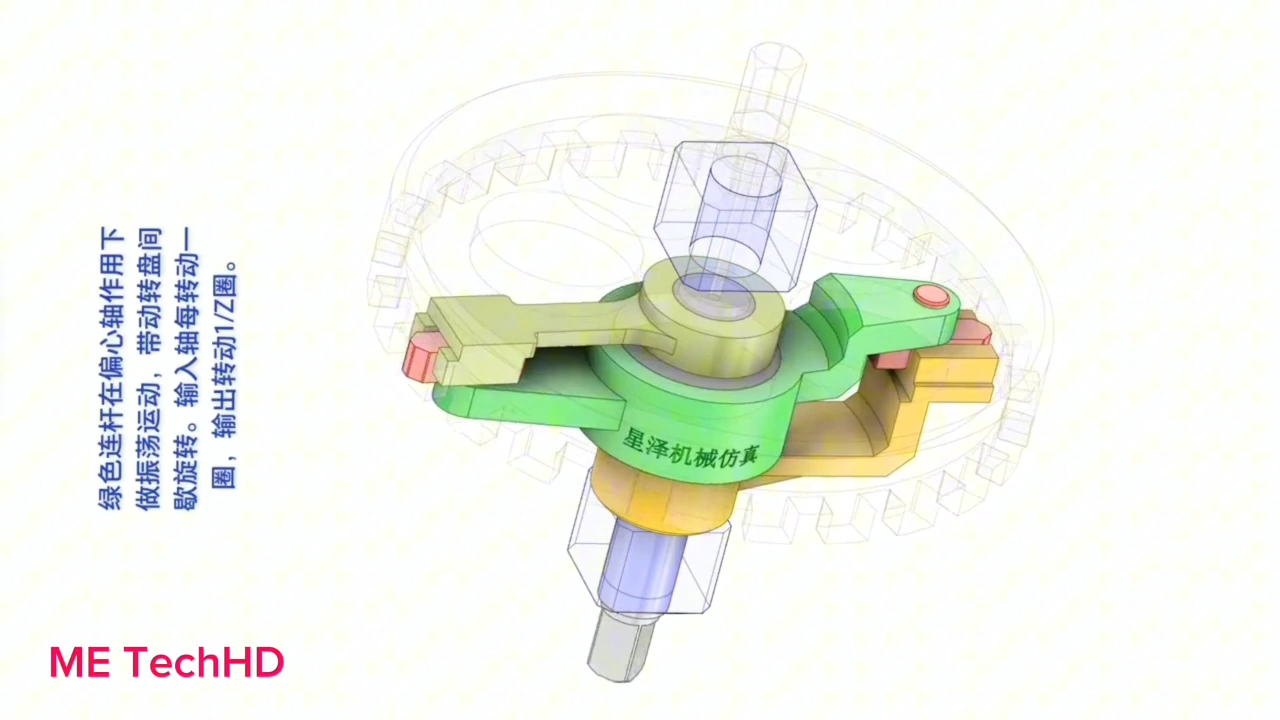 绿色连杆在偏心轴作用下
做振荡运动，带动转盘间
歇旋转。输入轴每转动一
圈，输出转动1/Z圈。
星泽机械仿真
ME TechHD